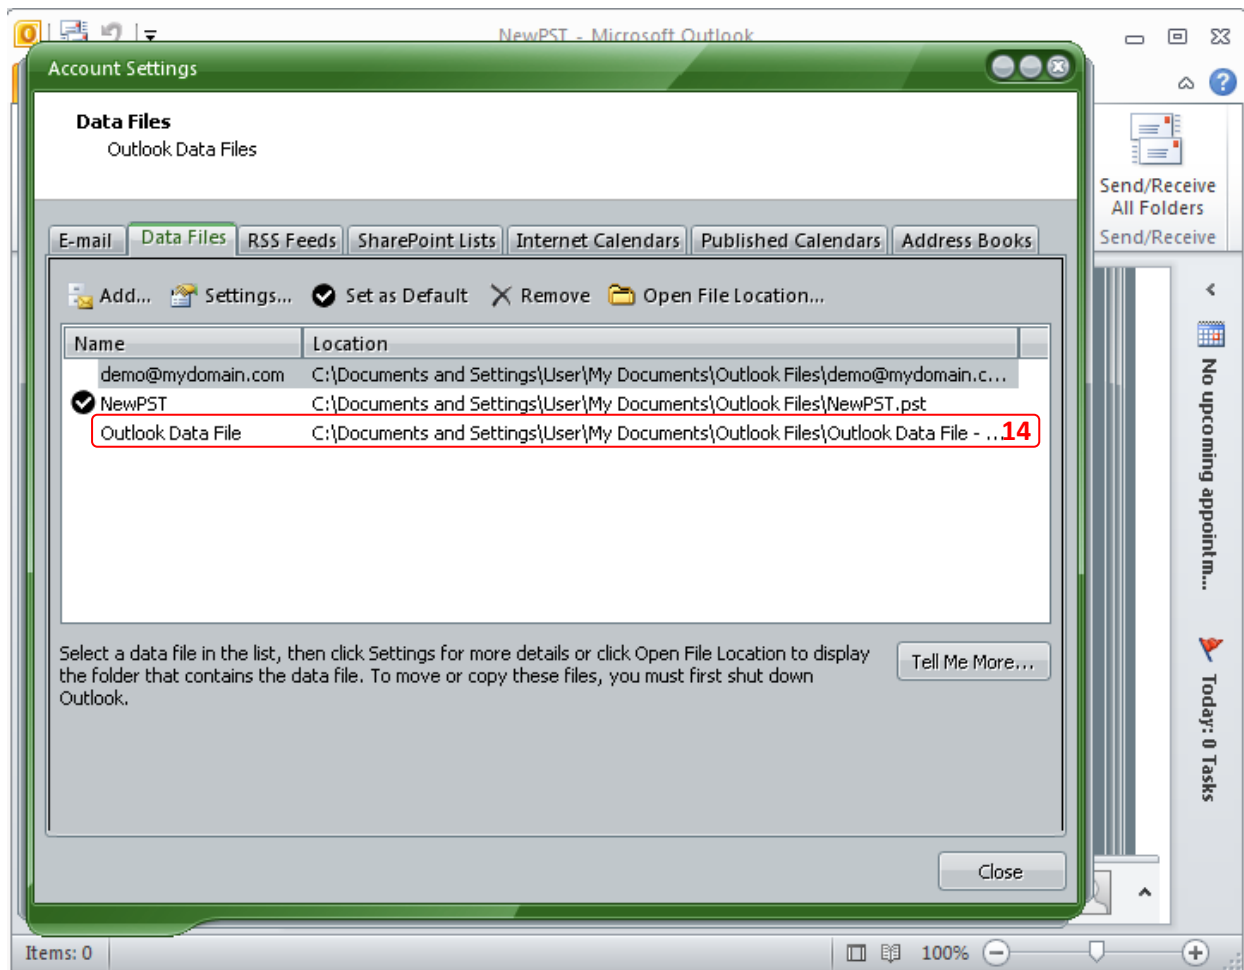 NewPST - Microsoft Outlook
Account Settings
Data Files
Outlook Data Files
Send/Receive
All Folders
Send/Receive
E-mail Data Files RSS Feeds SharePoint Lists Internet Calendars Published Calendars Address Books
Add... Settings... Set as Default Remove Open File Location...
Name Location
demo@mydomain.com C:\Documents and Settings\User\My Documents\Outlook Files\demo@mydomain.c...
NewPST C:\Documents and Settings\User\My Documents\Outlook Files\NewPST.pst
Outlook Data File C:\Documents and Settings\User\My Documents\Outlook Files\Outlook Data File - ... 14
No upcoming appointm...
Select a data file in the list, then click Settings for more details or click Open File Location to display
the folder that contains the data file. To move or copy these files, you must first shut down
Outlook.
Tell Me More...
Today: 0 Tasks
Close
Items: 0 100%